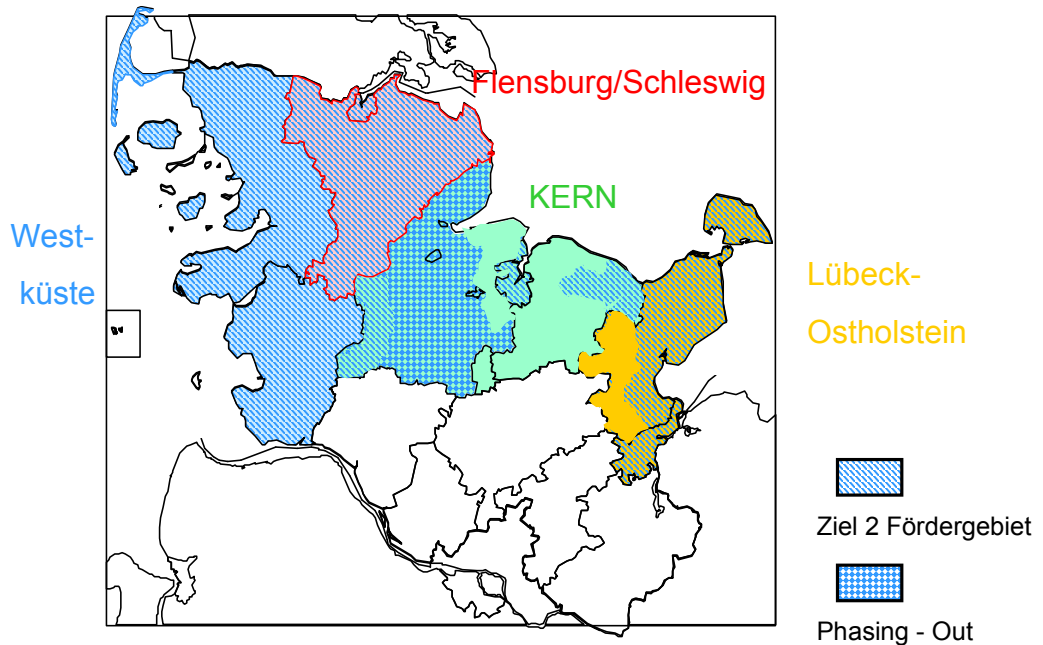 Flensburg/Schleswig
KERN
West-
küste
Lübeck-
Ostholstein
Ziel 2 Fördergebiet
Phasing - Out